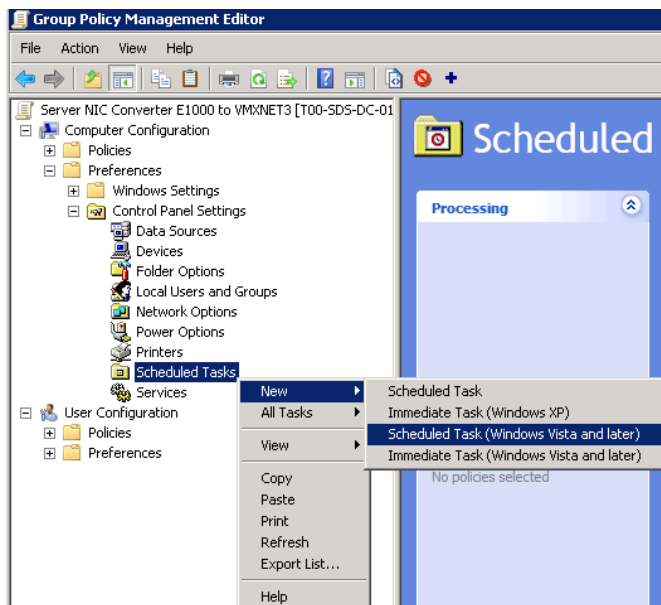 Group Policy Management Editor
File Action View Help
Server NIC Converter E1000 to VMXNET3 [T00-SDS-DC-01
Computer Configuration
Policies
Preferences
Windows Settings
Control Panel Settings
Data Sources
Devices
Folder Options
Local Users and Groups
Network Options
Power Options
Printers
Scheduled Tasks
Services
User Configuration
Policies
Preferences
Scheduled
Processing
No policies selected
New
All Tasks
View
Copy
Paste
Print
Refresh
Export List...
Help
Scheduled Task
Immediate Task (Windows XP)
Scheduled Task (Windows Vista and later)
Immediate Task (Windows Vista and later)